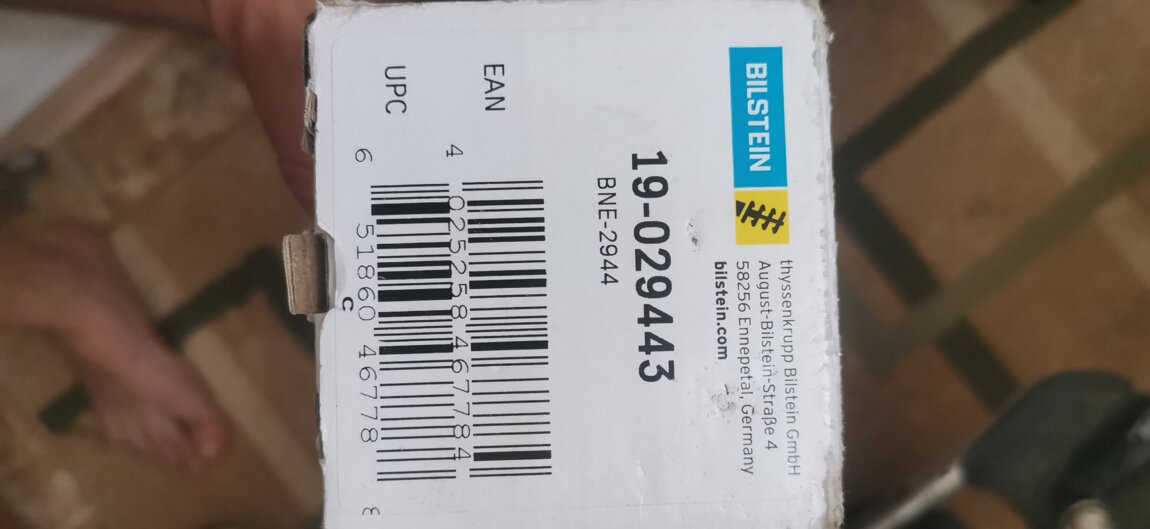 BILSTEIN
thyssenkrupp Bilstein GmbH
August-Bilstein-Straße 4
58256 Ennepetal, Germany
bilstein.com
19-029443
BNE-2944
EAN
4 025258 467784
UPC
6 51860 46778 8
C